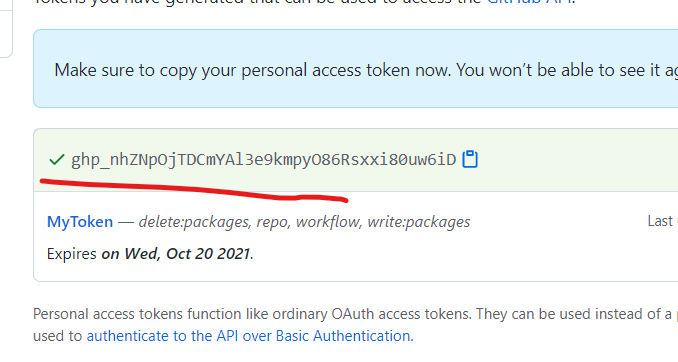 Tokens you have generated that can be used to access the GitHub API.
Make sure to copy your personal access token now. You won't be able to see it ag
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
MyToken — delete:packages, repo, workflow, write:packages
Last
Expires on Wed, Oct 20 2021.
Personal access tokens function like ordinary OAuth access tokens. They can be used instead of a
used to authenticate to the API over Basic Authentication.